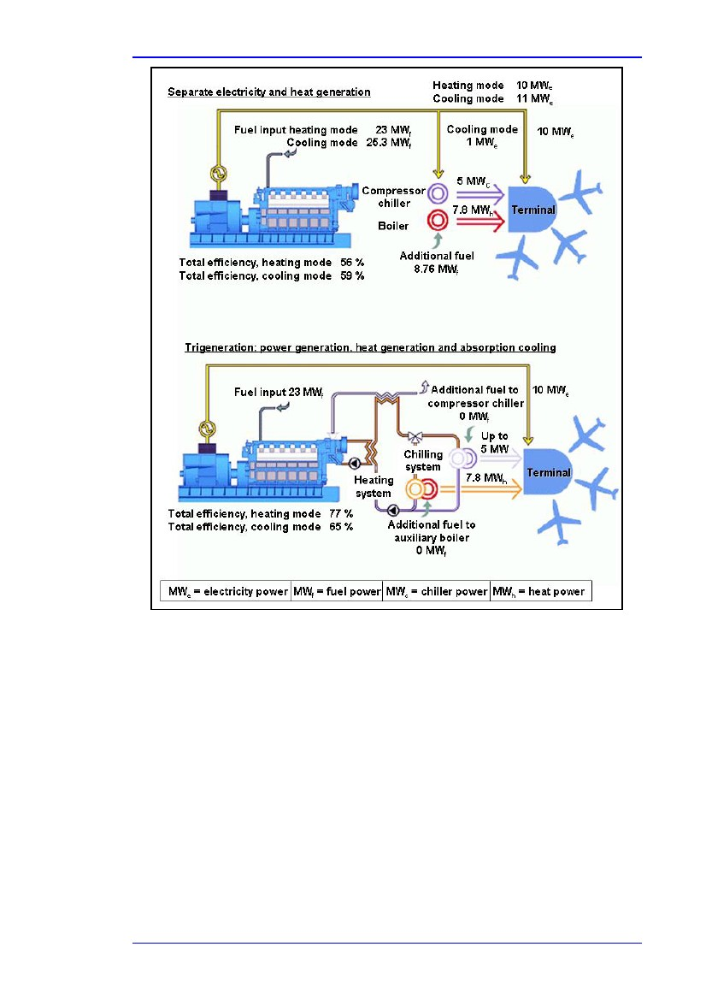 Separate electricity and heat generation
Heating mode 10 MWe
Cooling mode 11 MWe
Fuel input heating mode 23 MWf
Cooling mode 25.3 MWf
Cooling mode
1 MWe
10 MWe
Compressor
chiller
5 MWc
Boiler
7.8 MWh
Terminal
Additional fuel
8.76 MWf
Total efficiency, heating mode 56 %
Total efficiency, cooling mode 59 %
Trigeneration: power generation, heat generation and absorption cooling
Fuel input 23 MWf
Additional fuel to
compressor chiller
0 MWf
10 MWe
Up to
5 MW
Chilling
system
Heating
system
7.8 MWh
Terminal
Total efficiency, heating mode 77 %
Total efficiency, cooling mode 65 %
Additional fuel to
auxiliary boiler
0 MWf
MWe = electricity power MWf = fuel power MWc = chiller power MWh = heat power